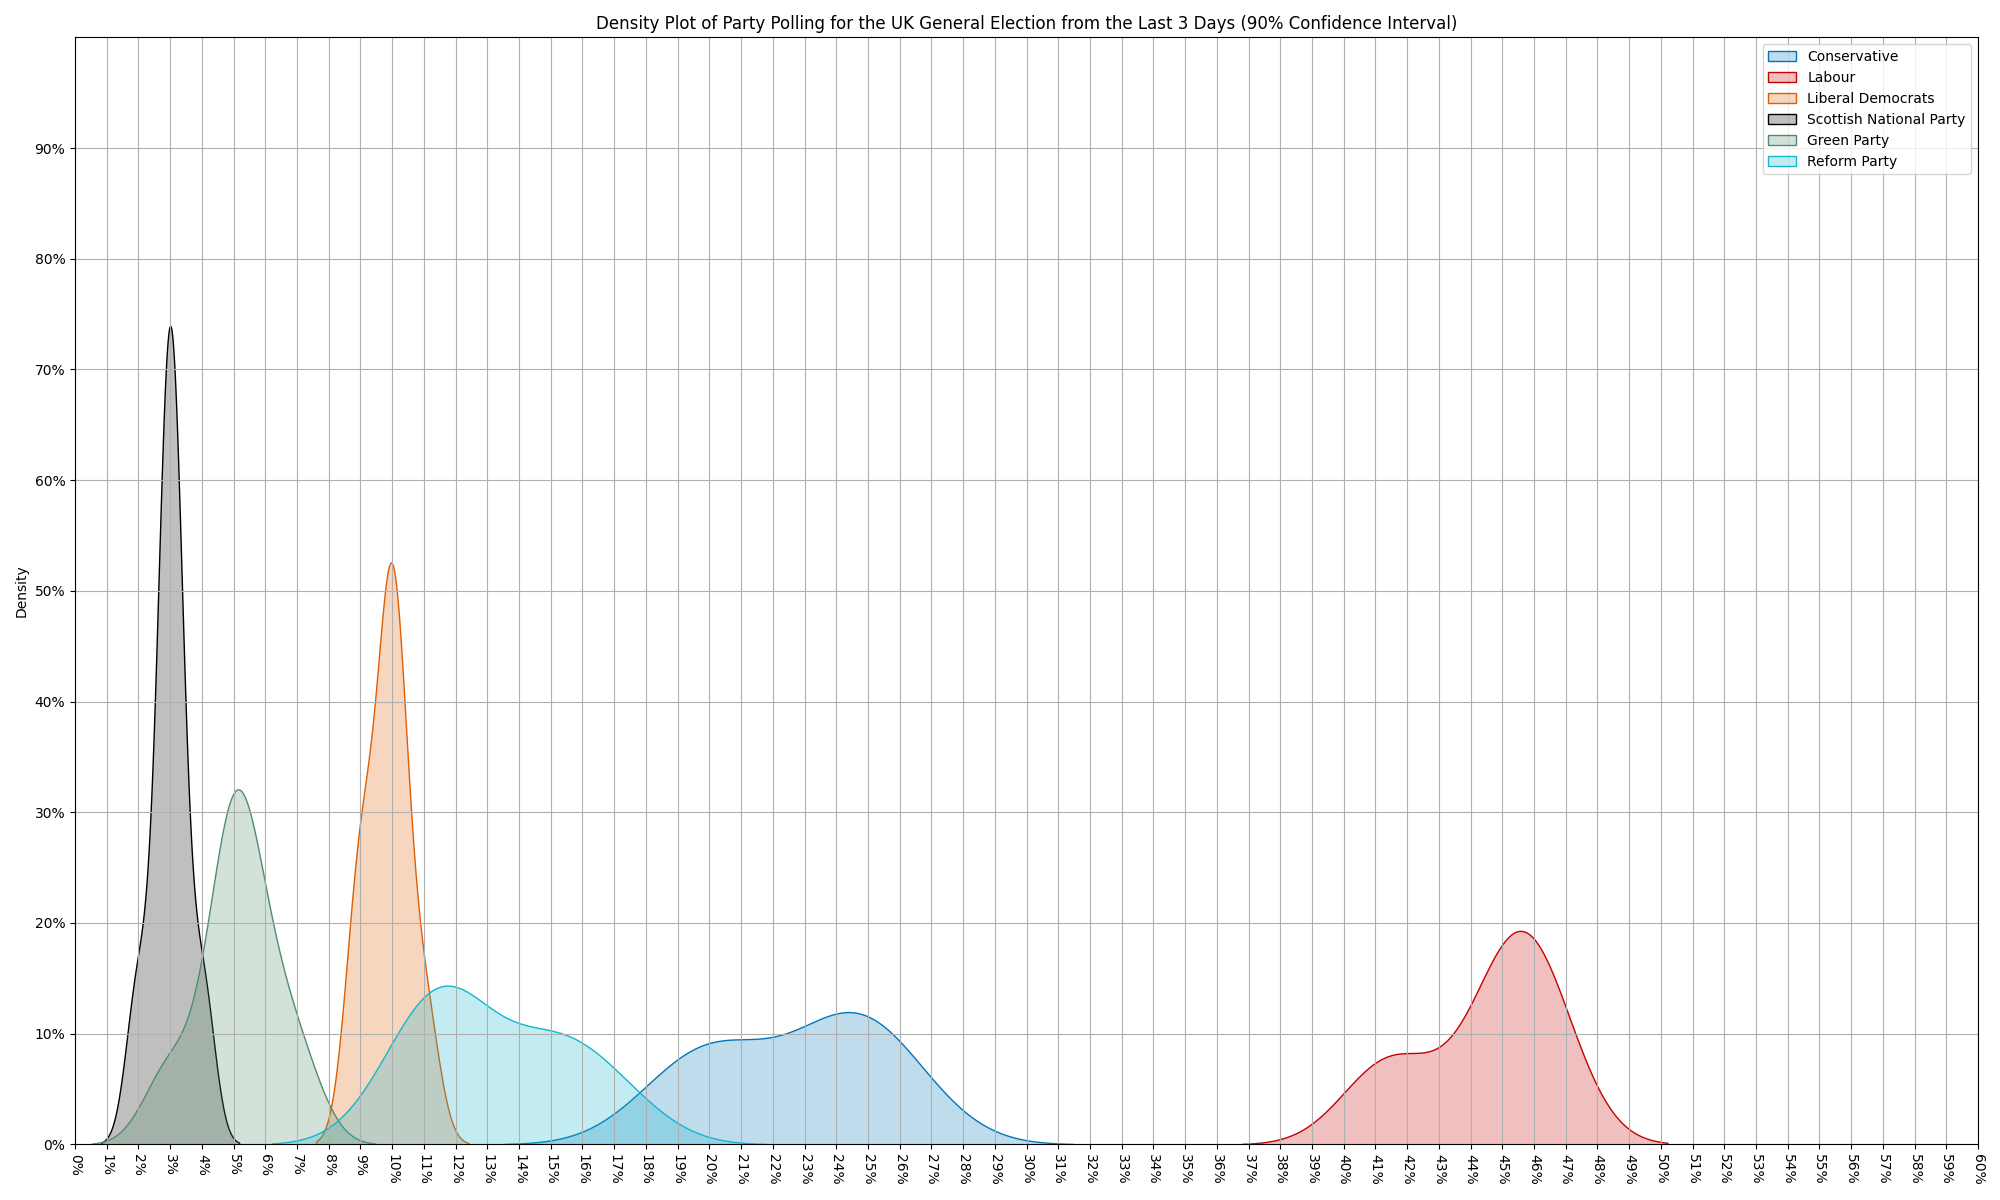 Density Plot of Party Polling for the UK General Election from the Last 3 Days (90% Confidence Interval)
Conservative
Labour
Liberal Democrats
Scottish National Party
Green Party
Reform Party
90%
80%
70%
60%
50%
40%
30%
20%
10%
0%
Density
0% 1% 2% 3% 4% 5% 6% 7% 8% 9% 10% 11% 12% 13% 14% 15% 16% 17% 18% 19% 20% 21% 22% 23% 24% 25% 26% 27% 28% 29% 30% 31% 32% 33% 34% 35% 36% 37% 38% 39% 40% 41% 42% 43% 44% 45% 46% 47% 48% 49% 50% 51% 52% 53% 54% 55% 56% 57% 58% 59% 60%